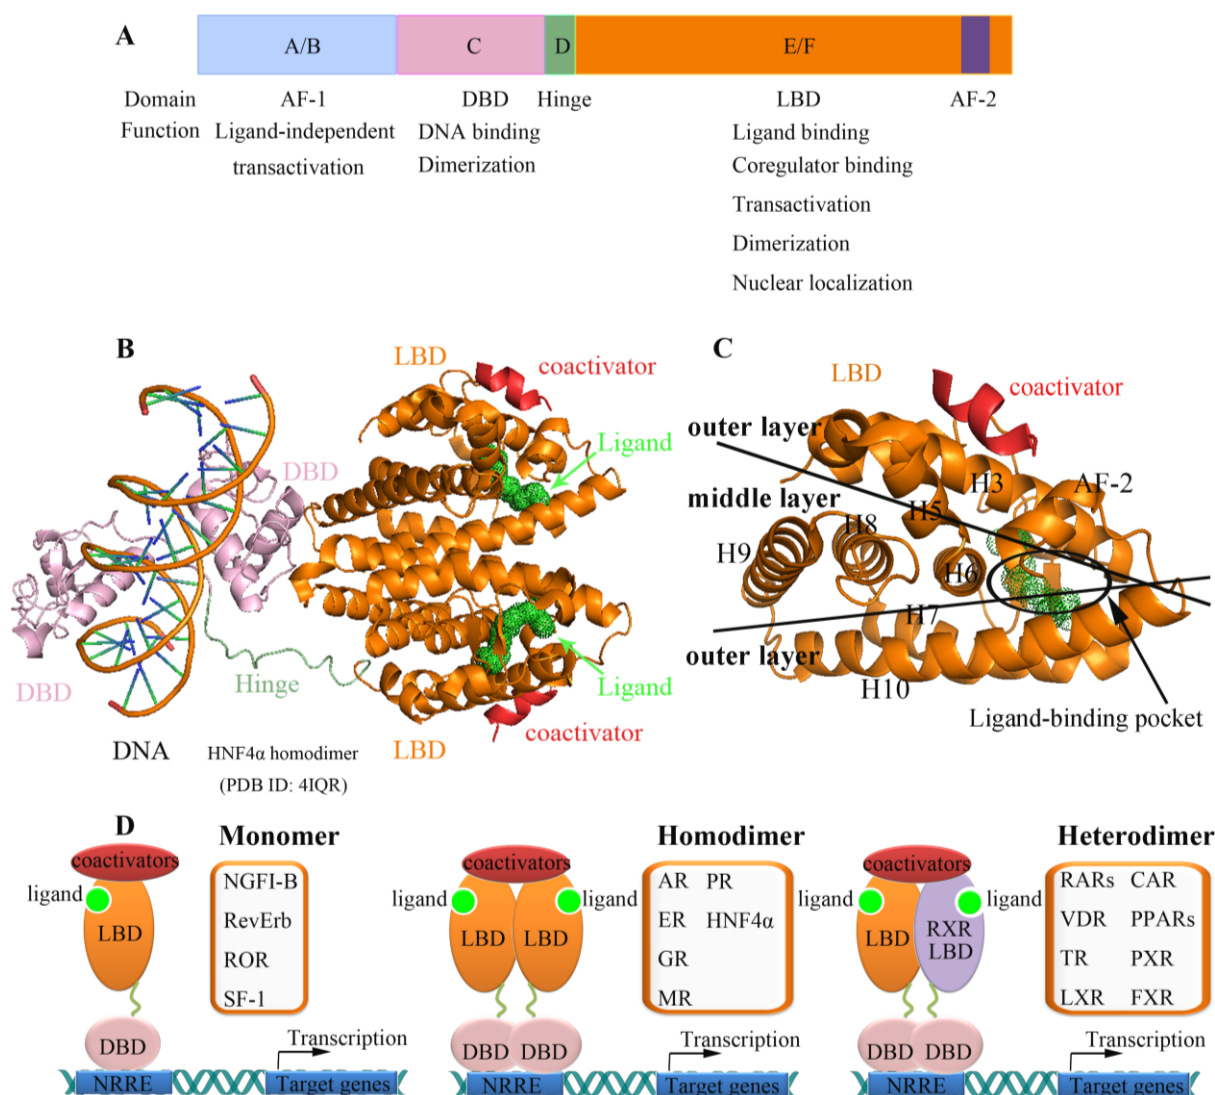 A
A/B C D E/F
Domain AF-1 DBD Hinge LBD AF-2
Function Ligand-independent DNA binding Ligand binding
transactivation Dimerization Coregulator binding
Transactivation
Dimerization
Nuclear localization
B
LBD
coactivator
DBD
Ligand
DBD
Hinge
Ligand
coactivator
DNA
HNF4α homodimer
LBD
(PDB ID: 4IQR)
C
LBD
coactivator
outer layer
middle layer
H3
AF-2
H5
H8
H9
H6
H7
outer layer
H10
Ligand-binding pocket
D
Monomer
coactivators
ligand
LBD
NGFI-B
RevErb
ROR
SF-1
DBD
Transcription
NRRE
Target genes
Homodimer
coactivators
ligand
ligand
LBD LBD
AR PR
ER HNF4α
GR
MR
DBD DBD
Transcription
NRRE
Target genes
Heterodimer
coactivators
ligand
ligand
LBD
RXR
LBD
RARs CAR
VDR PPARs
TR PXR
LXR FXR
DBD DBD
Transcription
NRRE
Target genes